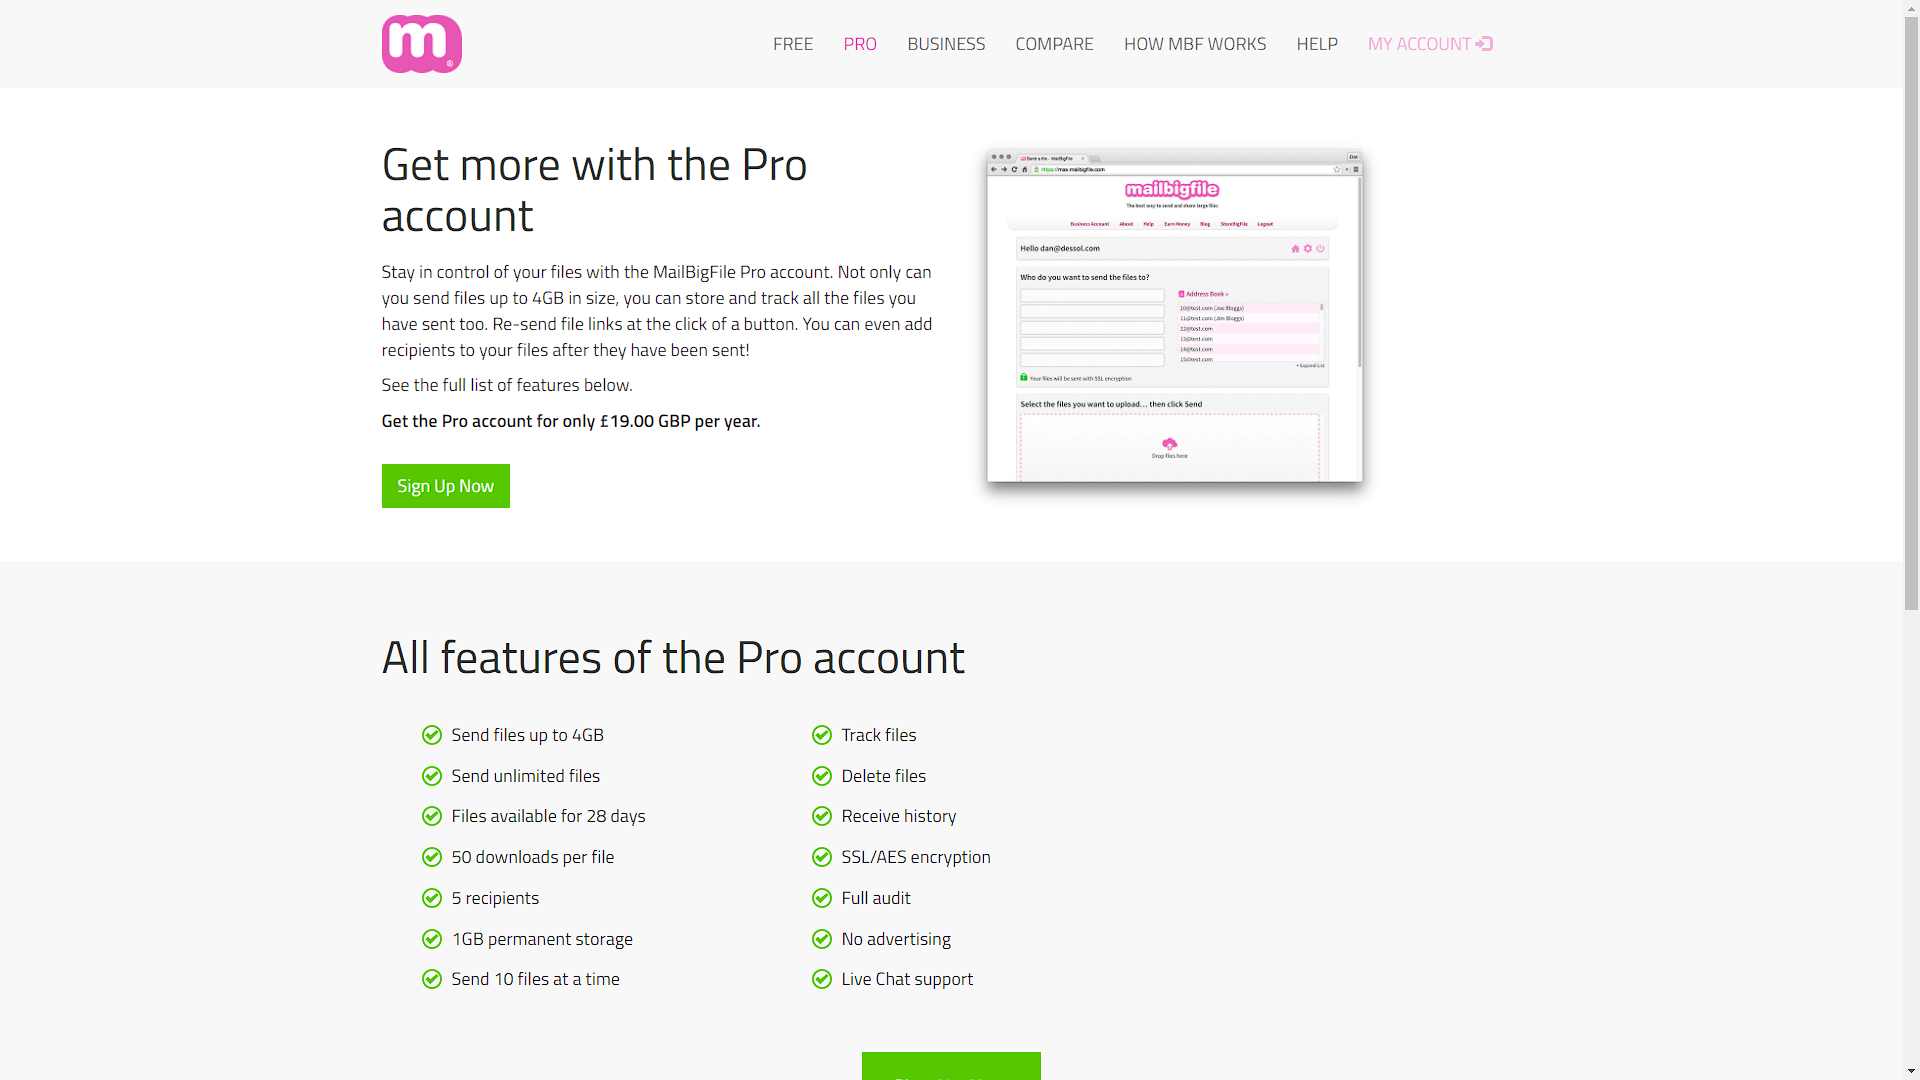 m ®
FREE PRO BUSINESS COMPARE HOW MBF WORKS HELP MY ACCOUNT
Get more with the Pro
account
Stay in control of your files with the MailBigFile Pro account. Not only can
you send files up to 4GB in size, you can store and track all the files you
have sent too. Re-send file links at the click of a button. You can even add
recipients to your files after they have been sent!
See the full list of features below.
Get the Pro account for only £19.00 GBP per year.
Sign Up Now
Send a file - MailBigFile
Dan
https://max.mailbigfile.com
mailbigfile
The best way to send and share large files
Business Account About Help Earn Money Blog StoreBigFile Logout
Hello dan@dessol.com
Who do you want to send the files to?
Address Book »
10@test.com (Joe Bloggs)
11@test.com (Jim Bloggs)
12@test.com
13@test.com
14@test.com
15@test.com
+ Expand List
Your files will be sent with SSL encryption
Select the files you want to upload... then click Send
Drop files here
All features of the Pro account
Send files up to 4GB
Send unlimited files
Files available for 28 days
50 downloads per file
5 recipients
1GB permanent storage
Send 10 files at a time
Track files
Delete files
Receive history
SSL/AES encryption
Full audit
No advertising
Live Chat support